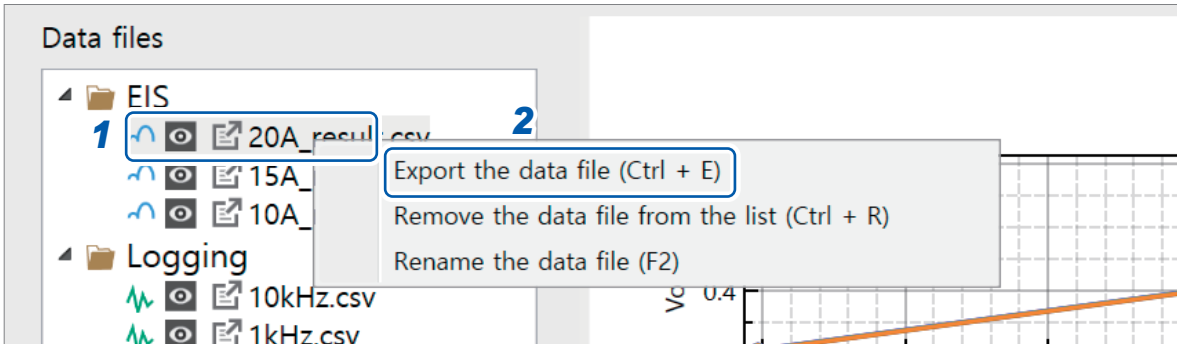 Data files
EIS
1
2
20A_result.csv
Export the data file (Ctrl + E)
15A_
Remove the data file from the list (Ctrl + R)
10A_
Rename the data file (F2)
Logging
10kHz.csv
0.4
1kHz.csv